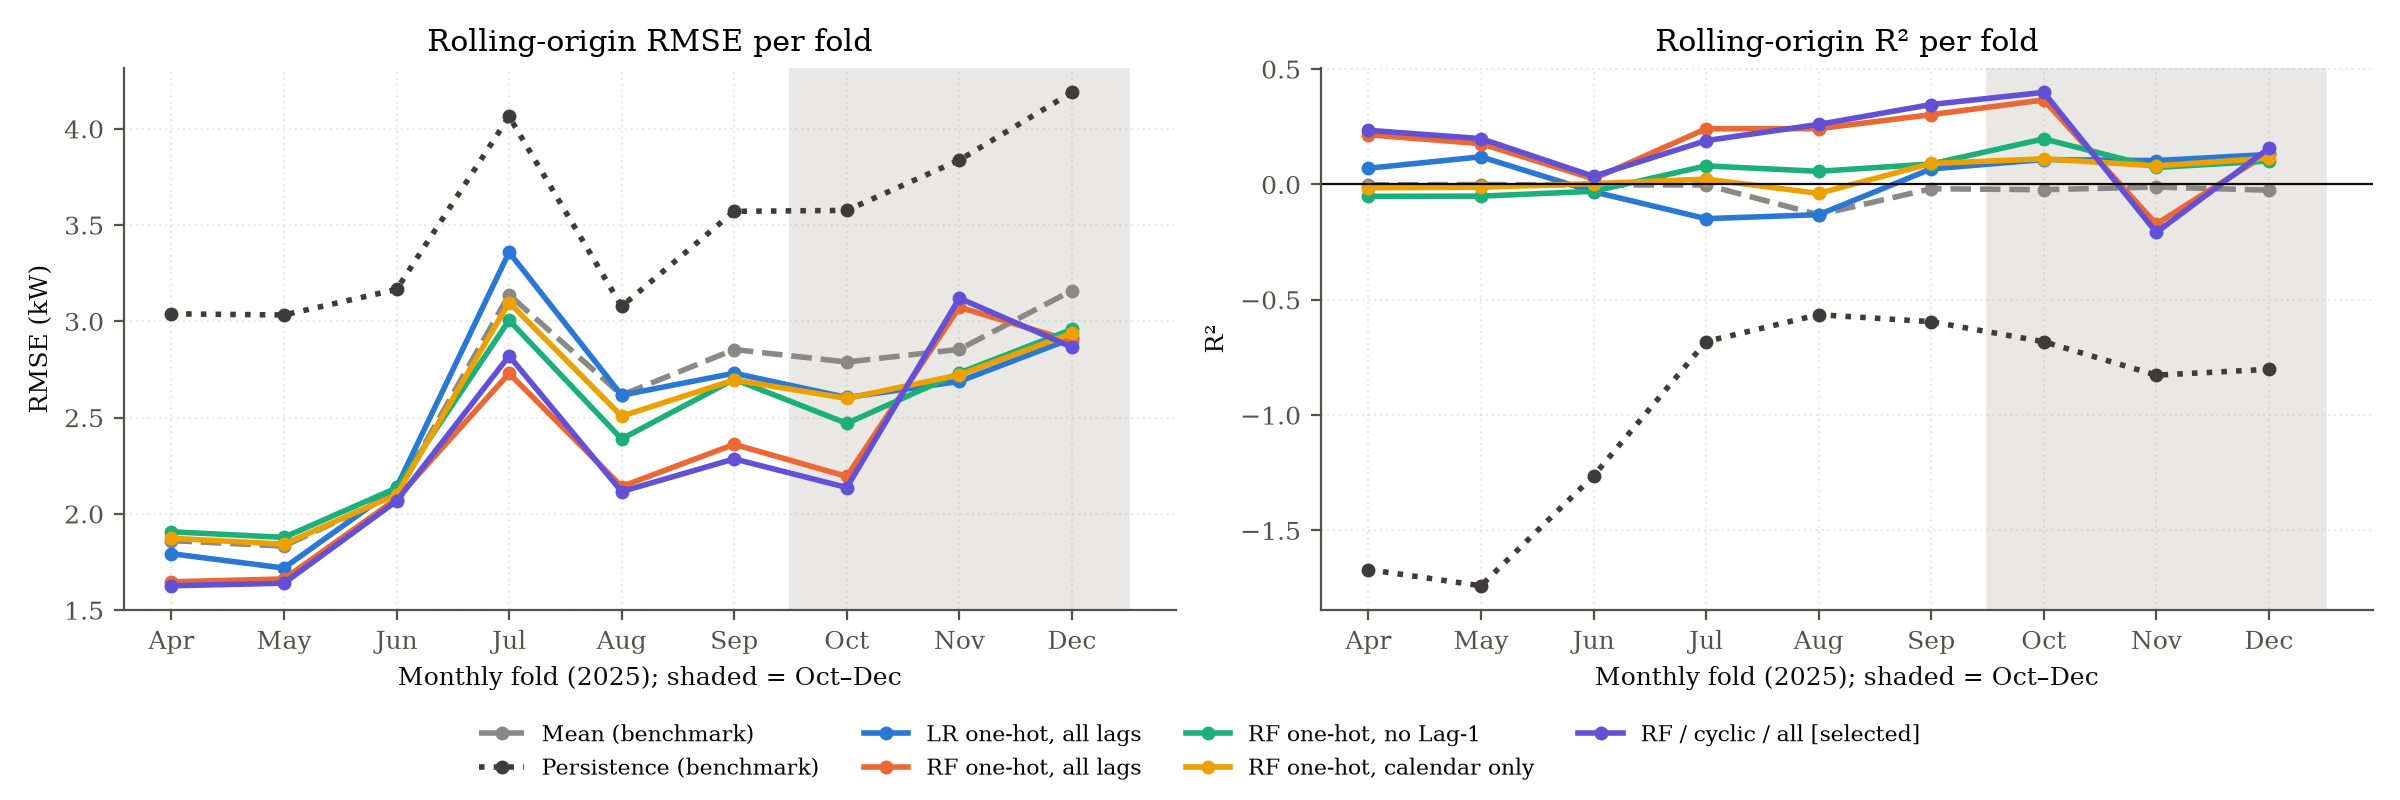 Rolling-origin RMSE per fold
RMSE (kW)
4.0
3.5
3.0
2.5
2.0
1.5
Apr May Jun Jul Aug Sep Oct Nov Dec
Monthly fold (2025); shaded = Oct–Dec
Rolling-origin R² per fold
R²
0.5
0.0
−0.5
−1.0
−1.5
Apr May Jun Jul Aug Sep Oct Nov Dec
Monthly fold (2025); shaded = Oct–Dec
Mean (benchmark)
Persistence (benchmark)
LR one-hot, all lags
RF one-hot, all lags
RF one-hot, no Lag-1
RF one-hot, calendar only
RF / cyclic / all [selected]